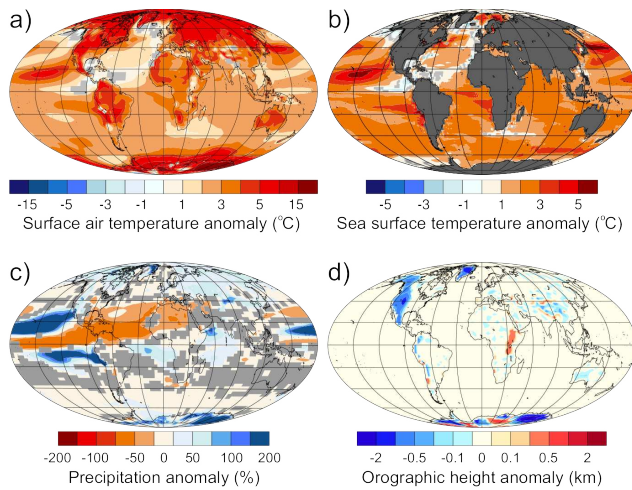 a)
b)
-15 -5 -3 -1 1 3 5 15
Surface air temperature anomaly (°C)
-5 -3 -1 1 3 5
Sea surface temperature anomaly (°C)
c)
d)
-200 -100 -50 0 50 100 200
Precipitation anomaly (%)
-2 -0.5 -0.1 0 0.1 0.5 2
Orographic height anomaly (km)